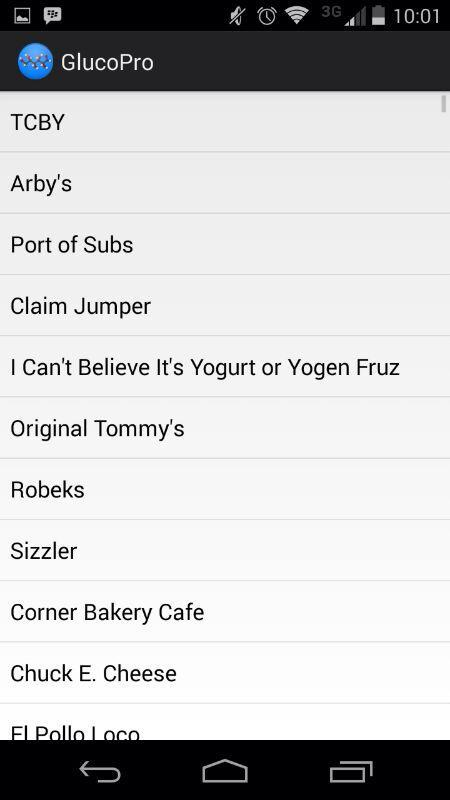 3G 10:01
GlucoPro
TCBY
Arby's
Port of Subs
Claim Jumper
I Can't Believe It's Yogurt or Yogen Fruz
Original Tommy's
Robeks
Sizzler
Corner Bakery Cafe
Chuck E. Cheese
El Pollo Loco